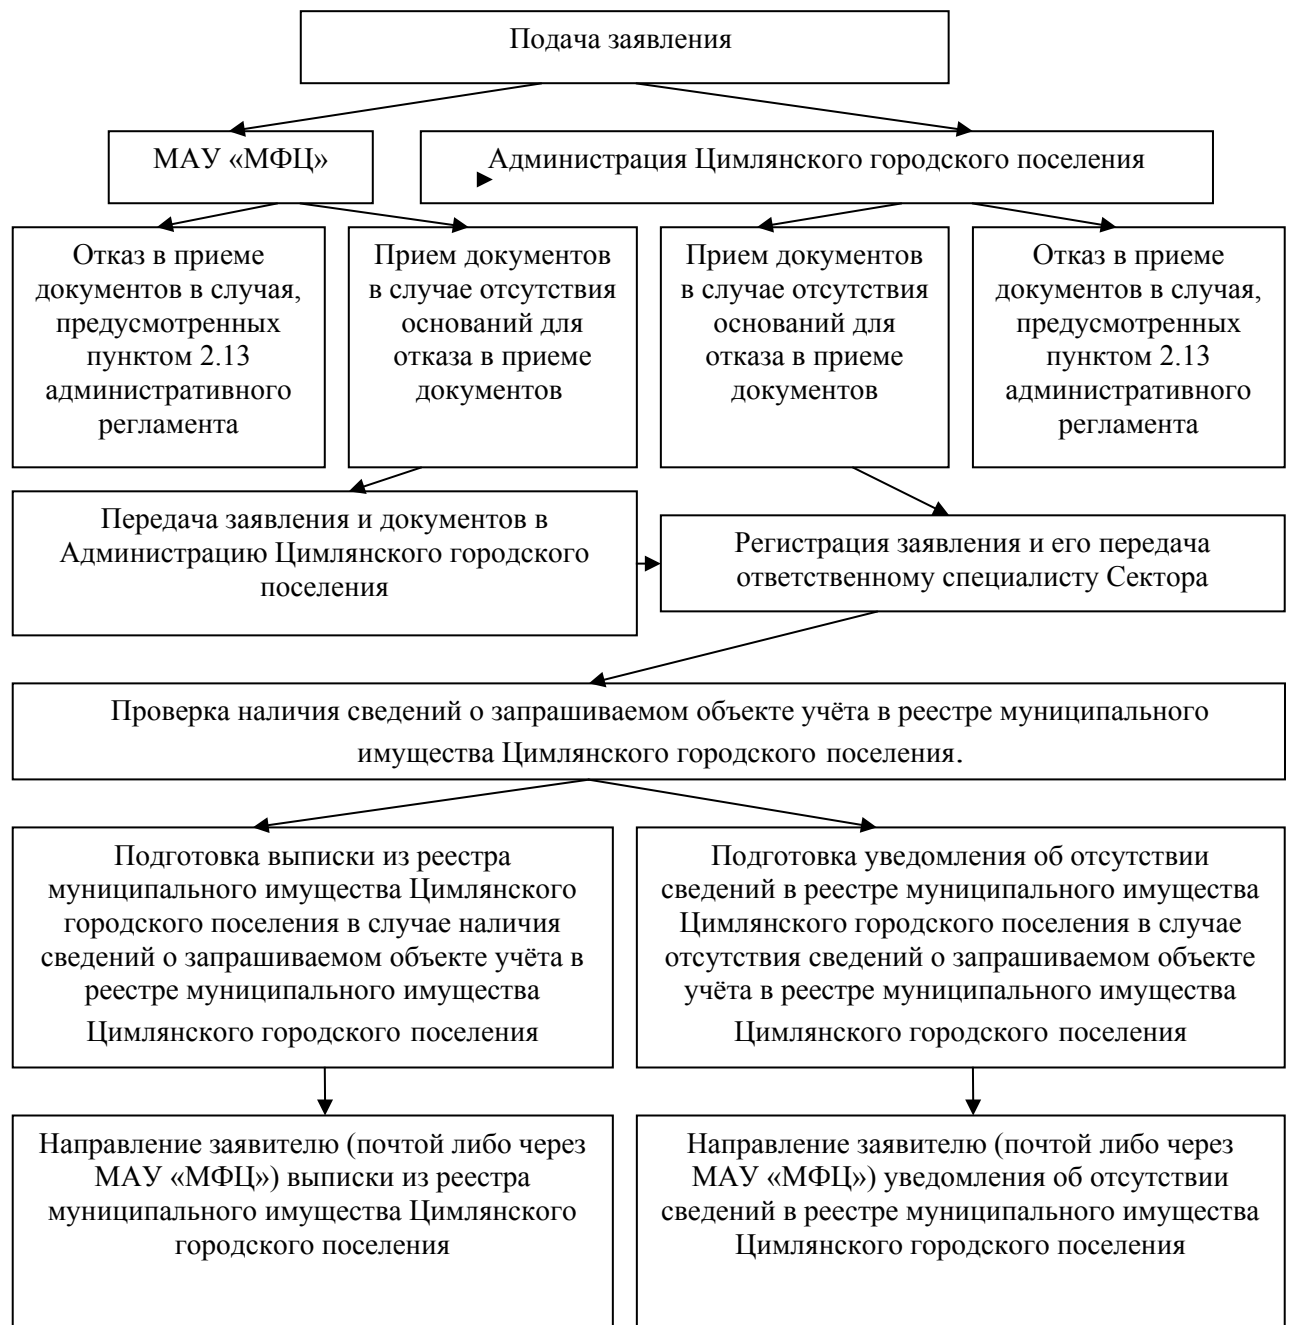 Подача заявления
МАУ «МФЦ»
Администрация Цимлянского городского поселения
Отказ в приеме
документов в случая,
предусмотренных
пунктом 2.13
административного
регламента
Прием документов
в случае отсутствия
оснований для
отказа в приеме
документов
Прием документов
в случае отсутствия
оснований для
отказа в приеме
документов
Отказ в приеме
документов в случая,
предусмотренных
пунктом 2.13
административного
регламента
Передача заявления и документов в
Администрацию Цимлянского городского
поселения
Регистрация заявления и его передача
ответственному специалисту Сектора
Проверка наличия сведений о запрашиваемом объекте учёта в реестре муниципального
имущества Цимлянского городского поселения.
Подготовка выписки из реестра
муниципального имущества Цимлянского
городского поселения в случае наличия
сведений о запрашиваемом объекте учёта в
реестре муниципального имущества
Цимлянского городского поселения
Подготовка уведомления об отсутствии
сведений в реестре муниципального имущества
Цимлянского городского поселения в случае
отсутствия сведений о запрашиваемом объекте
учёта в реестре муниципального имущества
Цимлянского городского поселения
Направление заявителю (почтой либо через
МАУ «МФЦ») выписки из реестра
муниципального имущества Цимлянского
городского поселения
Направление заявителю (почтой либо через
МАУ «МФЦ») уведомления об отсутствии
сведений в реестре муниципального имущества
Цимлянского городского поселения